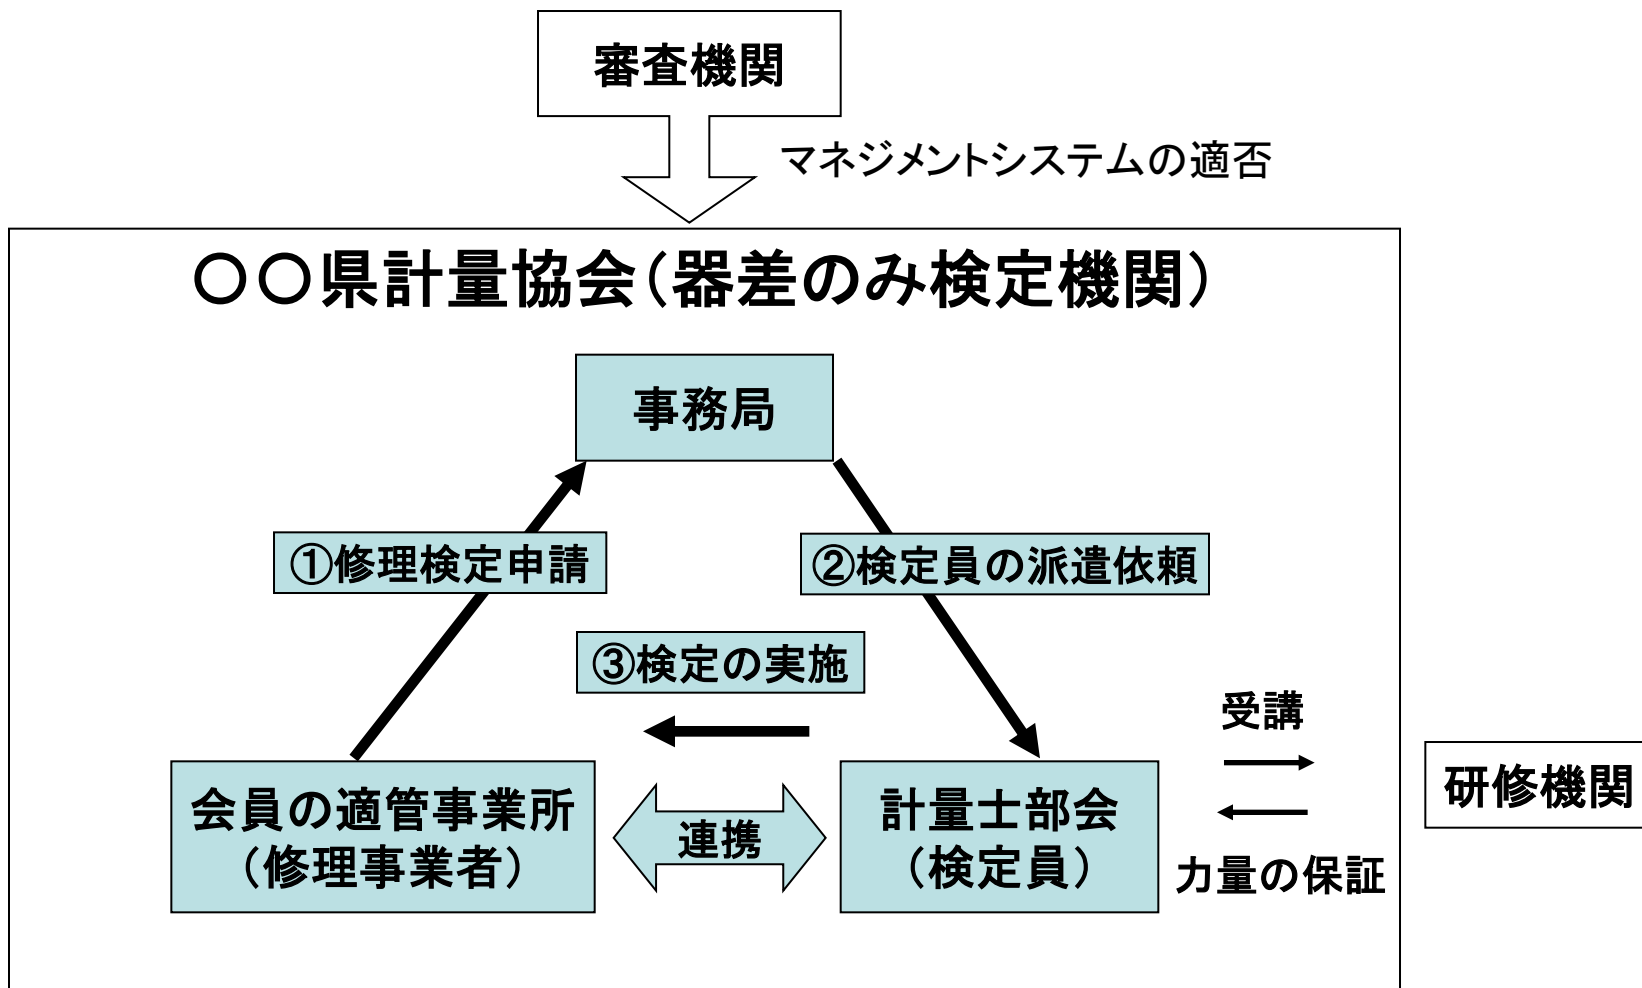 審査機関
マネジメントシステムの適否
〇〇県計量協会（器差のみ検定機関）
事務局
①修理検定申請
②検定員の派遣依頼
③検定の実施
受講
会員の適管事業所
（修理事業者）
連携
計量士部会
（検定員）
力量の保証
研修機関